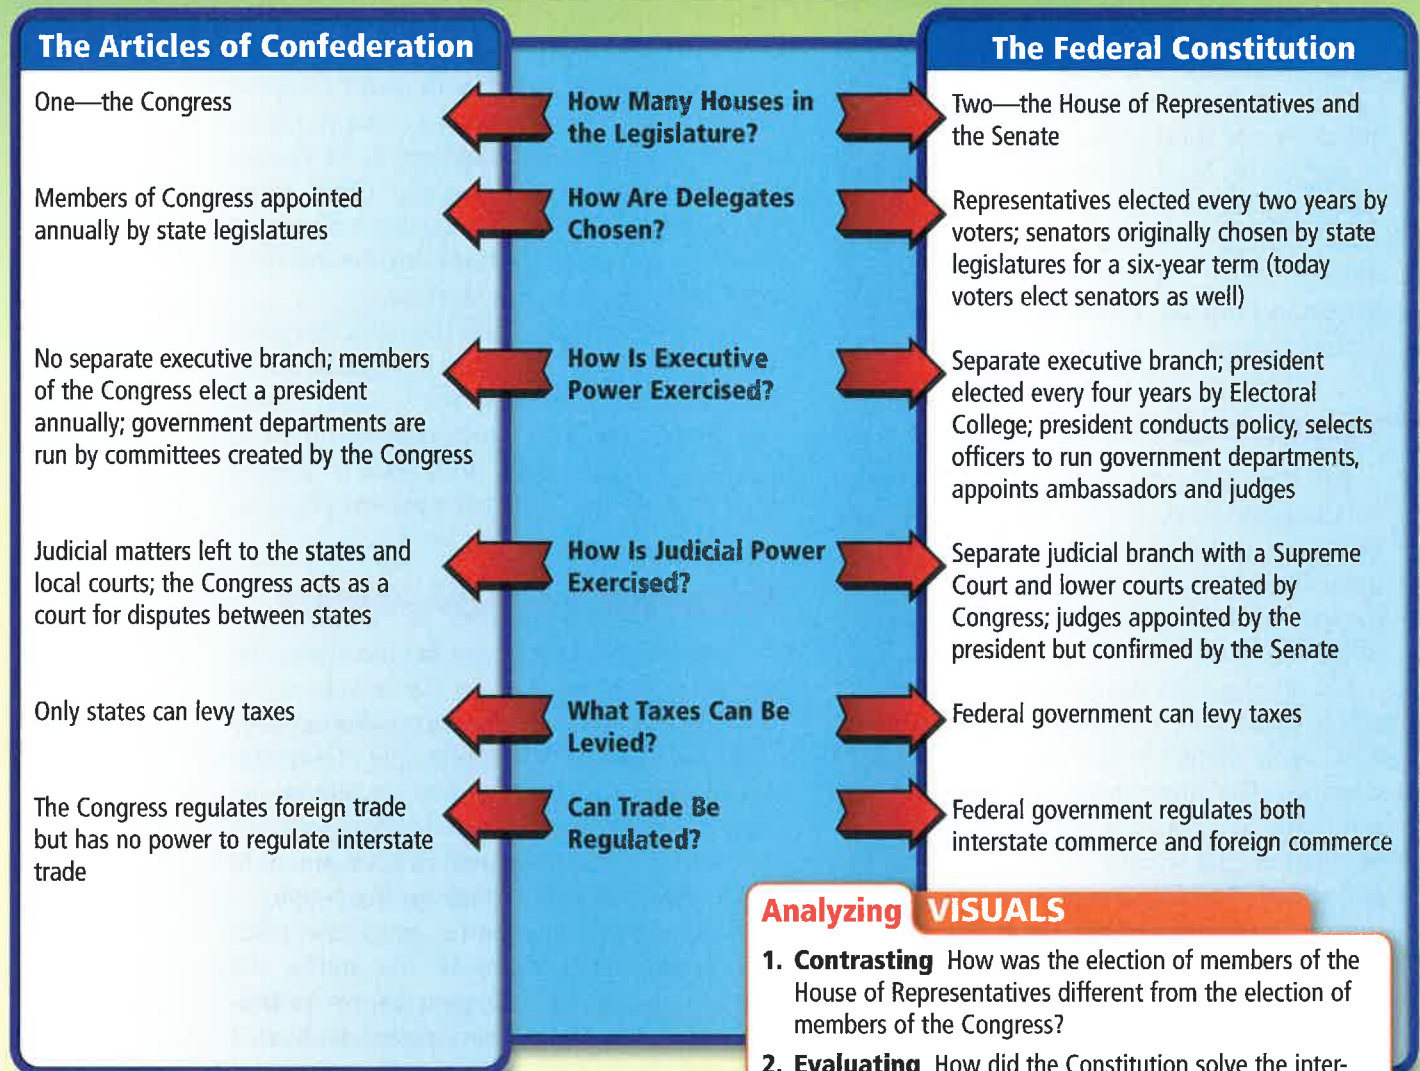 The Articles of Confederation
The Federal Constitution
One—the Congress
How Many Houses in
the Legislature?
Two—the House of Representatives and
the Senate
Members of Congress appointed
annually by state legislatures
How Are Delegates
Chosen?
Representatives elected every two years by
voters; senators originally chosen by state
legislatures for a six-year term (today
voters elect senators as well)
No separate executive branch; members
of the Congress elect a president
annually; government departments are
run by committees created by the Congress
How Is Executive
Power Exercised?
Separate executive branch; president
elected every four years by Electoral
College; president conducts policy, selects
officers to run government departments,
appoints ambassadors and judges
Judicial matters left to the states and
local courts; the Congress acts as a
court for disputes between states
How Is Judicial Power
Exercised?
Separate judicial branch with a Supreme
Court and lower courts created by
Congress; judges appointed by the
president but confirmed by the Senate
Only states can levy taxes
What Taxes Can Be
Levied?
Federal government can levy taxes
The Congress regulates foreign trade
but has no power to regulate interstate
trade
Can Trade Be
Regulated?
Federal government regulates both
interstate commerce and foreign commerce
Analyzing VISUALS
1. Contrasting How was the election of members of the
House of Representatives different from the election of
members of the Congress?
2. Evaluating How did the Constitution solve the inter-